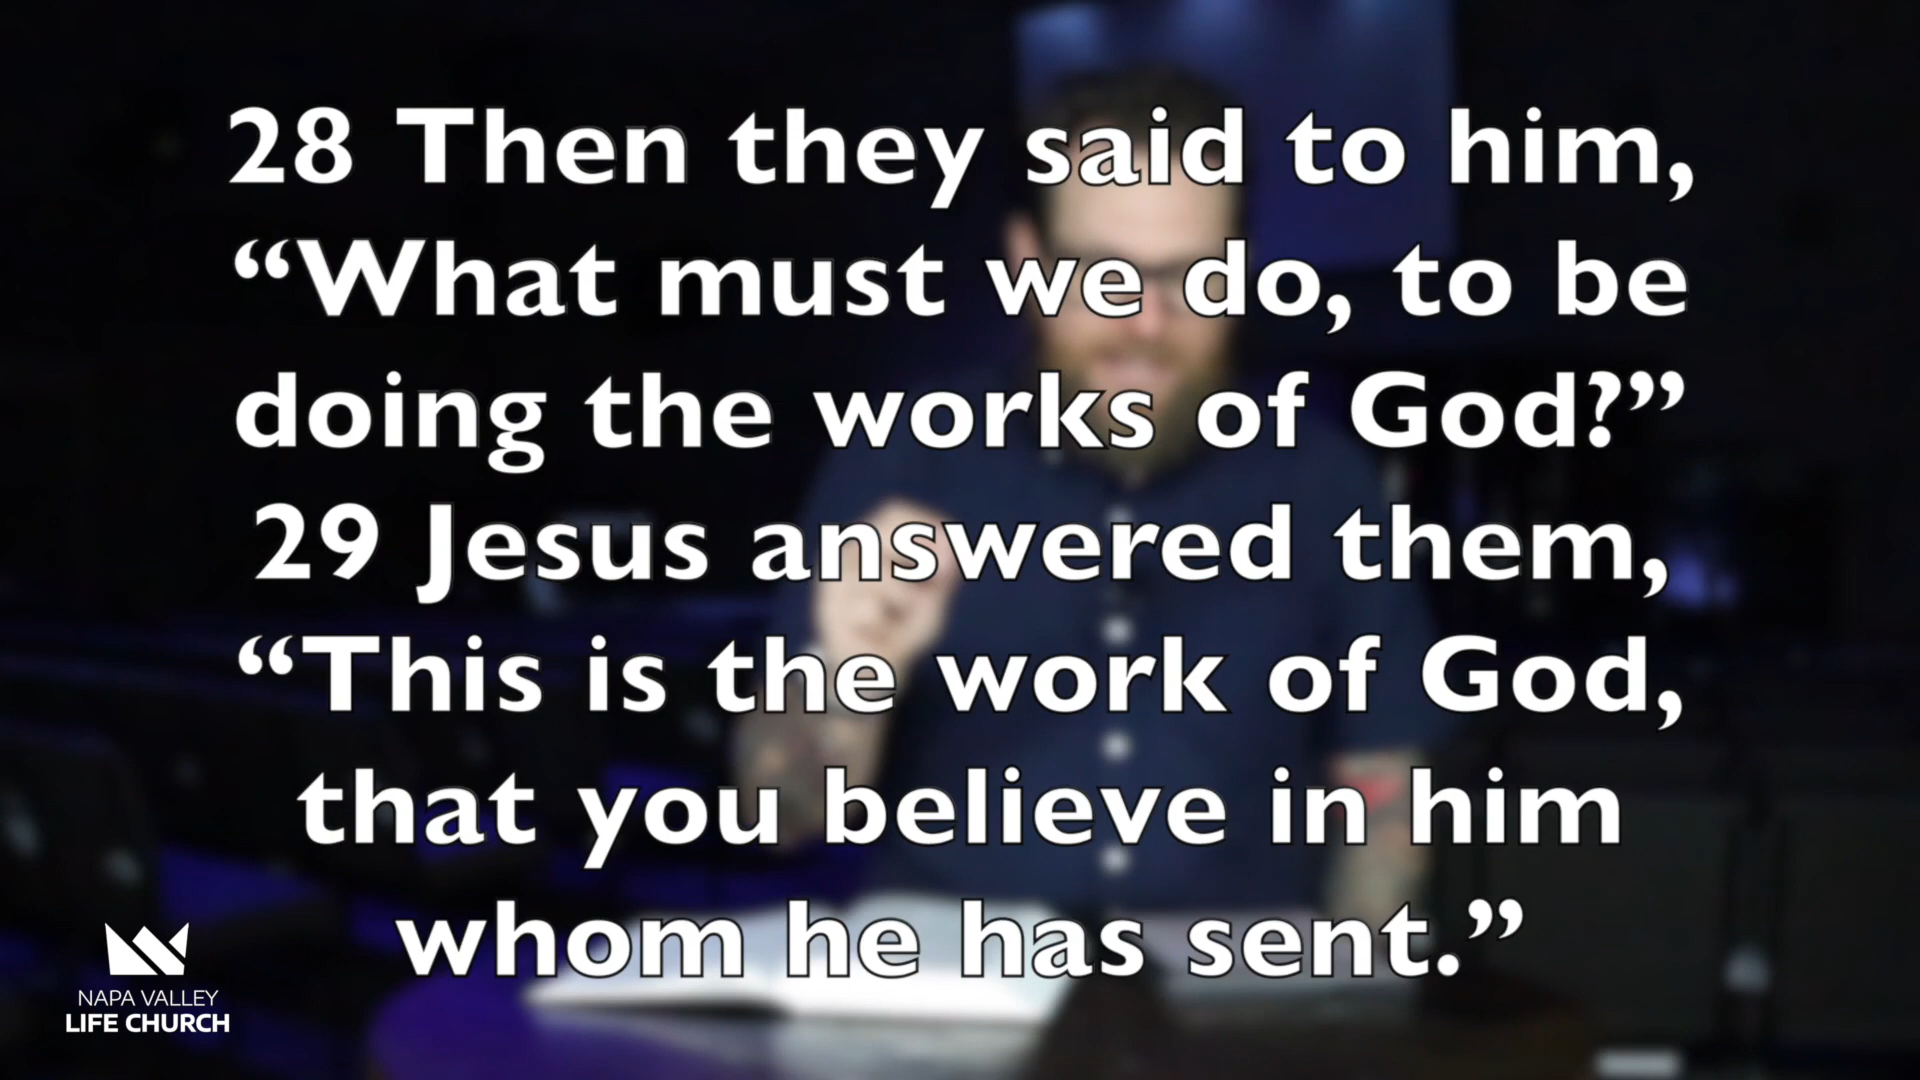 28 Then they said to him,
“What must we do, to be
doing the works of God?”
29 Jesus answered them,
“This is the work of God,
that you believe in him
whom he has sent.”
NAPA VALLEY
LIFE CHURCH